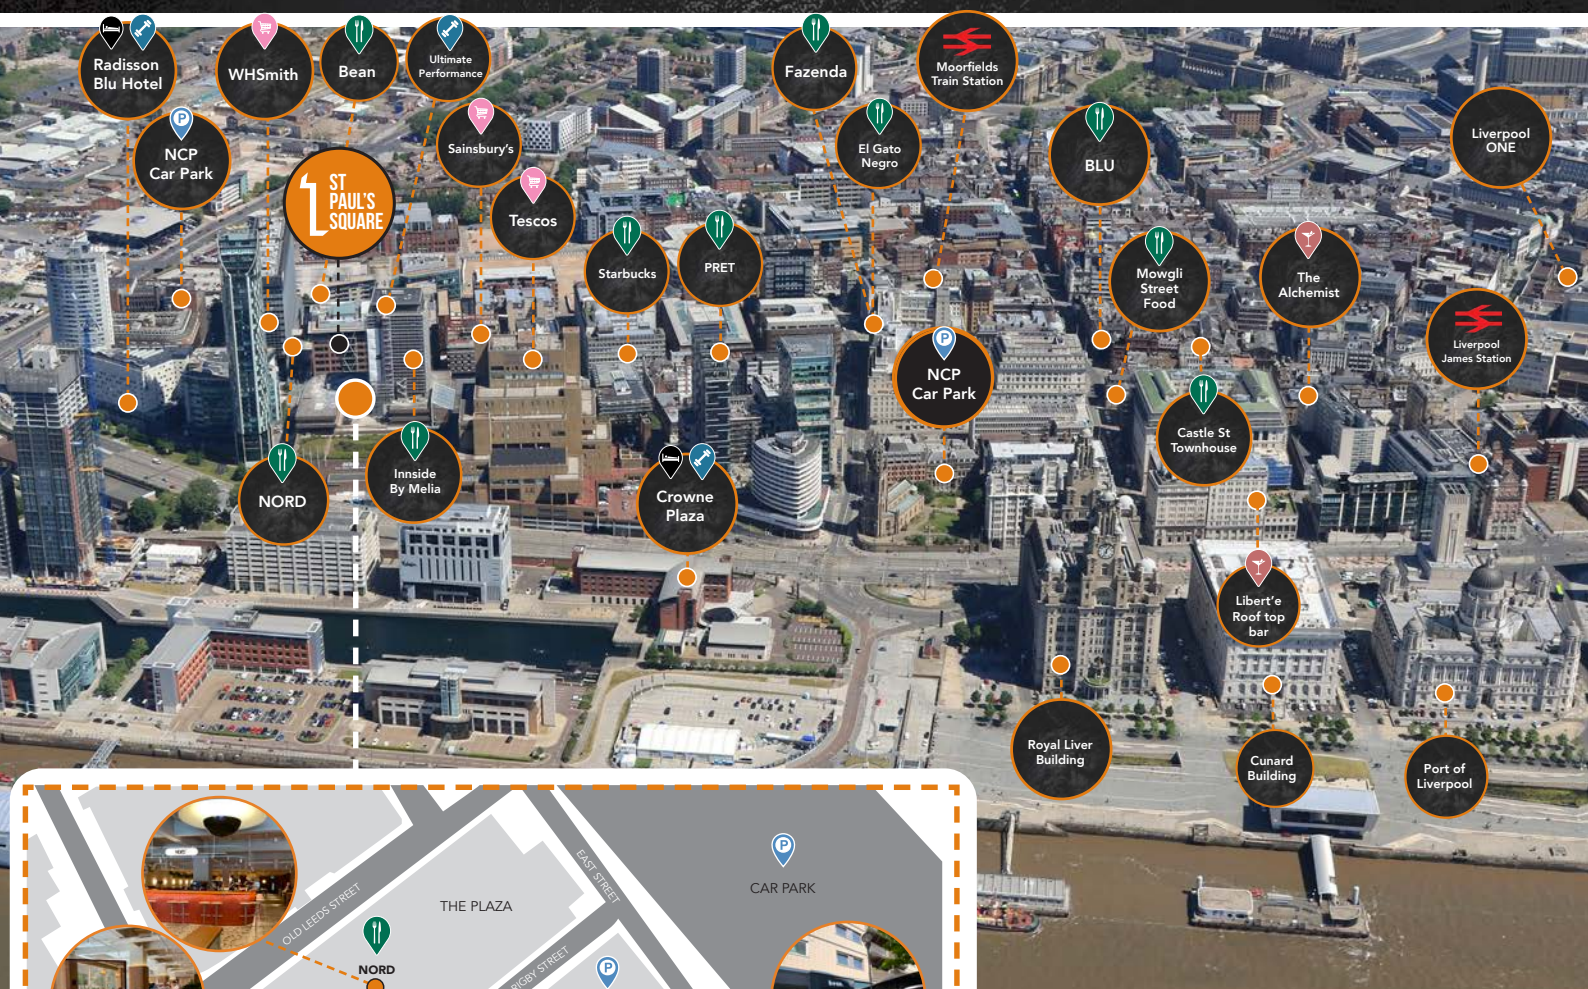 Radisson
Blu Hotel
WHSmith
Bean
Ultimate
Performance
Fazenda
Moorfields
Train Station
NCP
Car Park
Sainsbury's
El Gato
Negro
BLU
Liverpool
ONE
ST
PAUL'S
SQUARE
Tescos
Starbucks
PRET
Mowgli
Street
Food
The
Alchemist
Liverpool
James Station
NCP
Car Park
NORD
Innside
By Melia
Crowne
Plaza
Castle St
Townhouse
Libert'e
Roof top
bar
Royal Liver
Building
Cunard
Building
Port of
Liverpool
OLD LEEDS STREET
THE PLAZA
EAST STREET
CAR PARK
RIGBY STREET
NORD